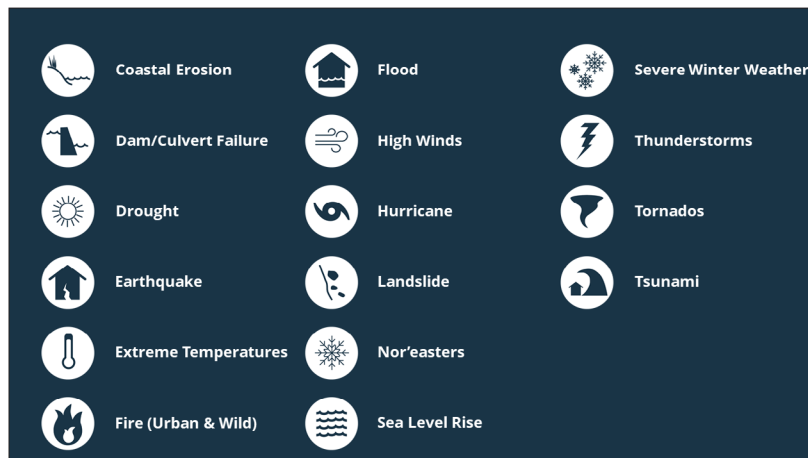 Coastal Erosion
Dam/Culvert Failure
Drought
Earthquake
Extreme Temperatures
Fire (Urban & Wild)
Flood
High Winds
Hurricane
Landslide
Nor’easters
Sea Level Rise
Severe Winter Weather
Thunderstorms
Tornados
Tsunami